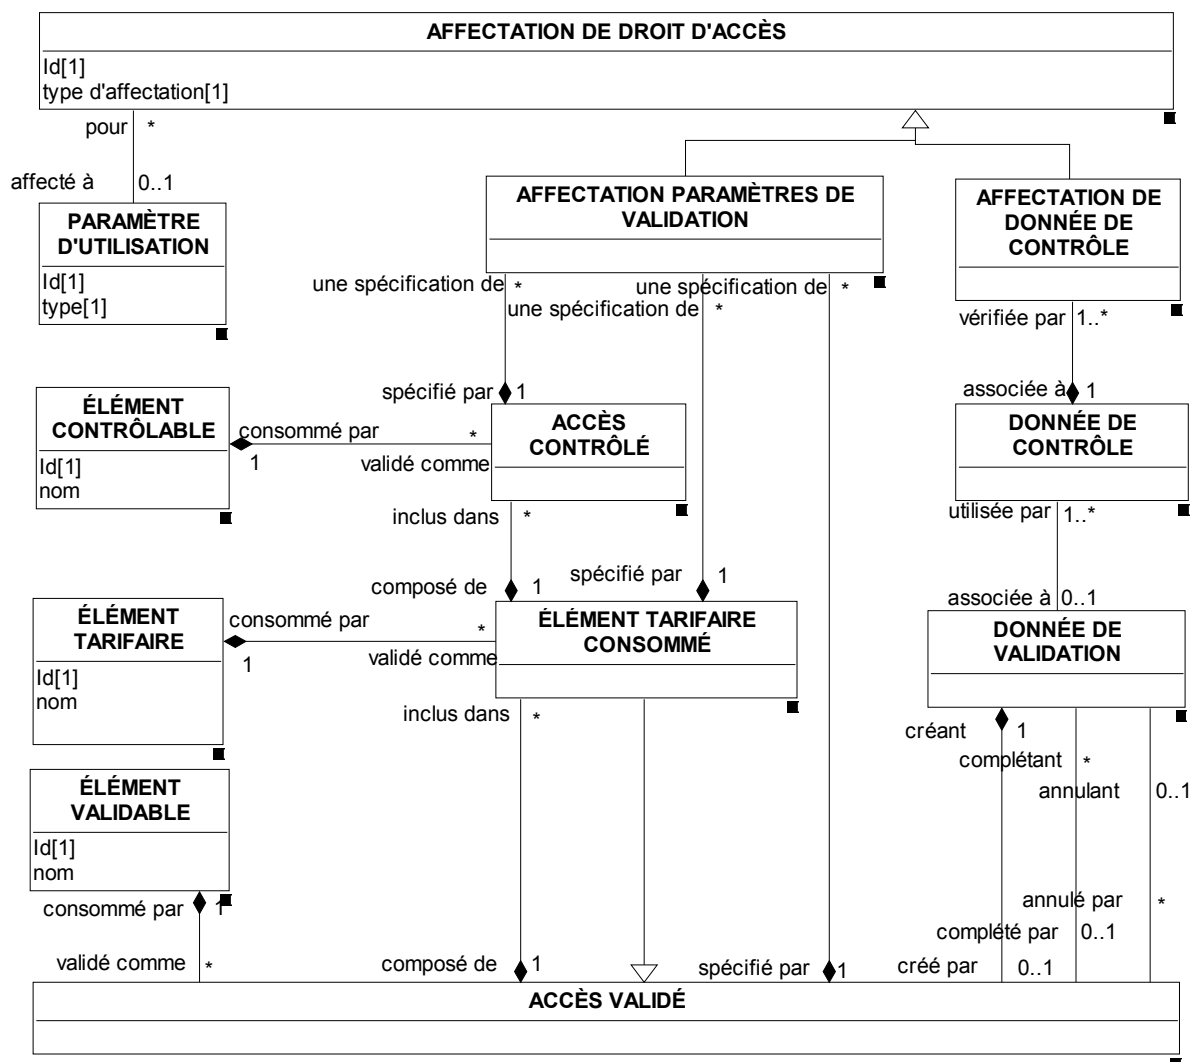 AFFECTATION DE DROIT D'ACCÈS
Id[1]
type d'affectation[1]
pour *
affecté à 0..1
PARAMÈTRE
D'UTILISATION
Id[1]
type[1]
AFFECTATION PARAMÈTRES DE
VALIDATION
AFFECTATION DE
DONNÉE DE
CONTRÔLE
une spécification de *
une spécification de *
une spécification de *
vérifiée par 1..*
spécifié par 1
associée à 1
ÉLÉMENT
CONTRÔLABLE
Id[1]
nom
consommé par *
1 validé comme
ACCÈS
CONTRÔLÉ
DONNÉE DE
CONTRÔLE
inclus dans *
utilisée par 1..*
composé de 1
spécifié par 1
associée à 0..1
ÉLÉMENT
TARIFAIRE
Id[1]
nom
consommé par *
1 validé comme
ÉLÉMENT TARIFAIRE
CONSOMMÉ
DONNÉE DE
VALIDATION
inclus dans *
créant 1
complétant *
annulant 0..1
ÉLÉMENT
VALIDABLE
Id[1]
nom
consommé par 1
annulé par *
complété par 0..1
validé comme *
composé de 1
spécifié par 1
créé par 0..1
ACCÈS VALIDÉ